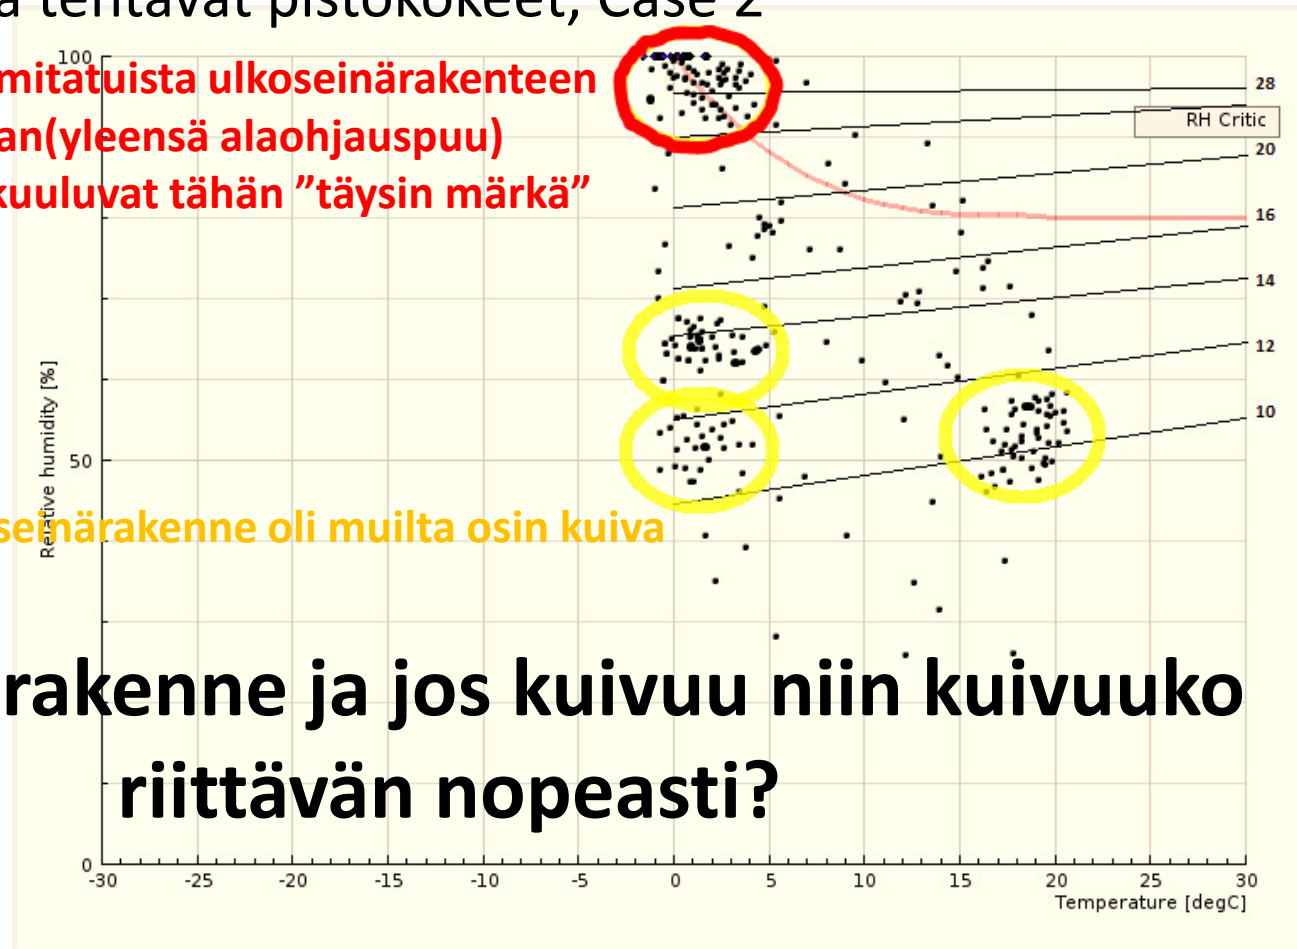 a tehtävät pistokokeet, Case 2
mitatuista ulkoseinärakenteen
an(yleensä alaohjauspuu)
kuuluvat tähän ”täysin märkä”
seinärakenne oli muilta osin kuiva
rakenne ja jos kuivuu niin kuivuuko
riittävän nopeasti?
100
50
0
Relative humidity [%]
28
RH Critic
20
16
14
12
10
-30 -25 -20 -15 -10 -5 0 5 10 15 20 25 30
Temperature [degC]